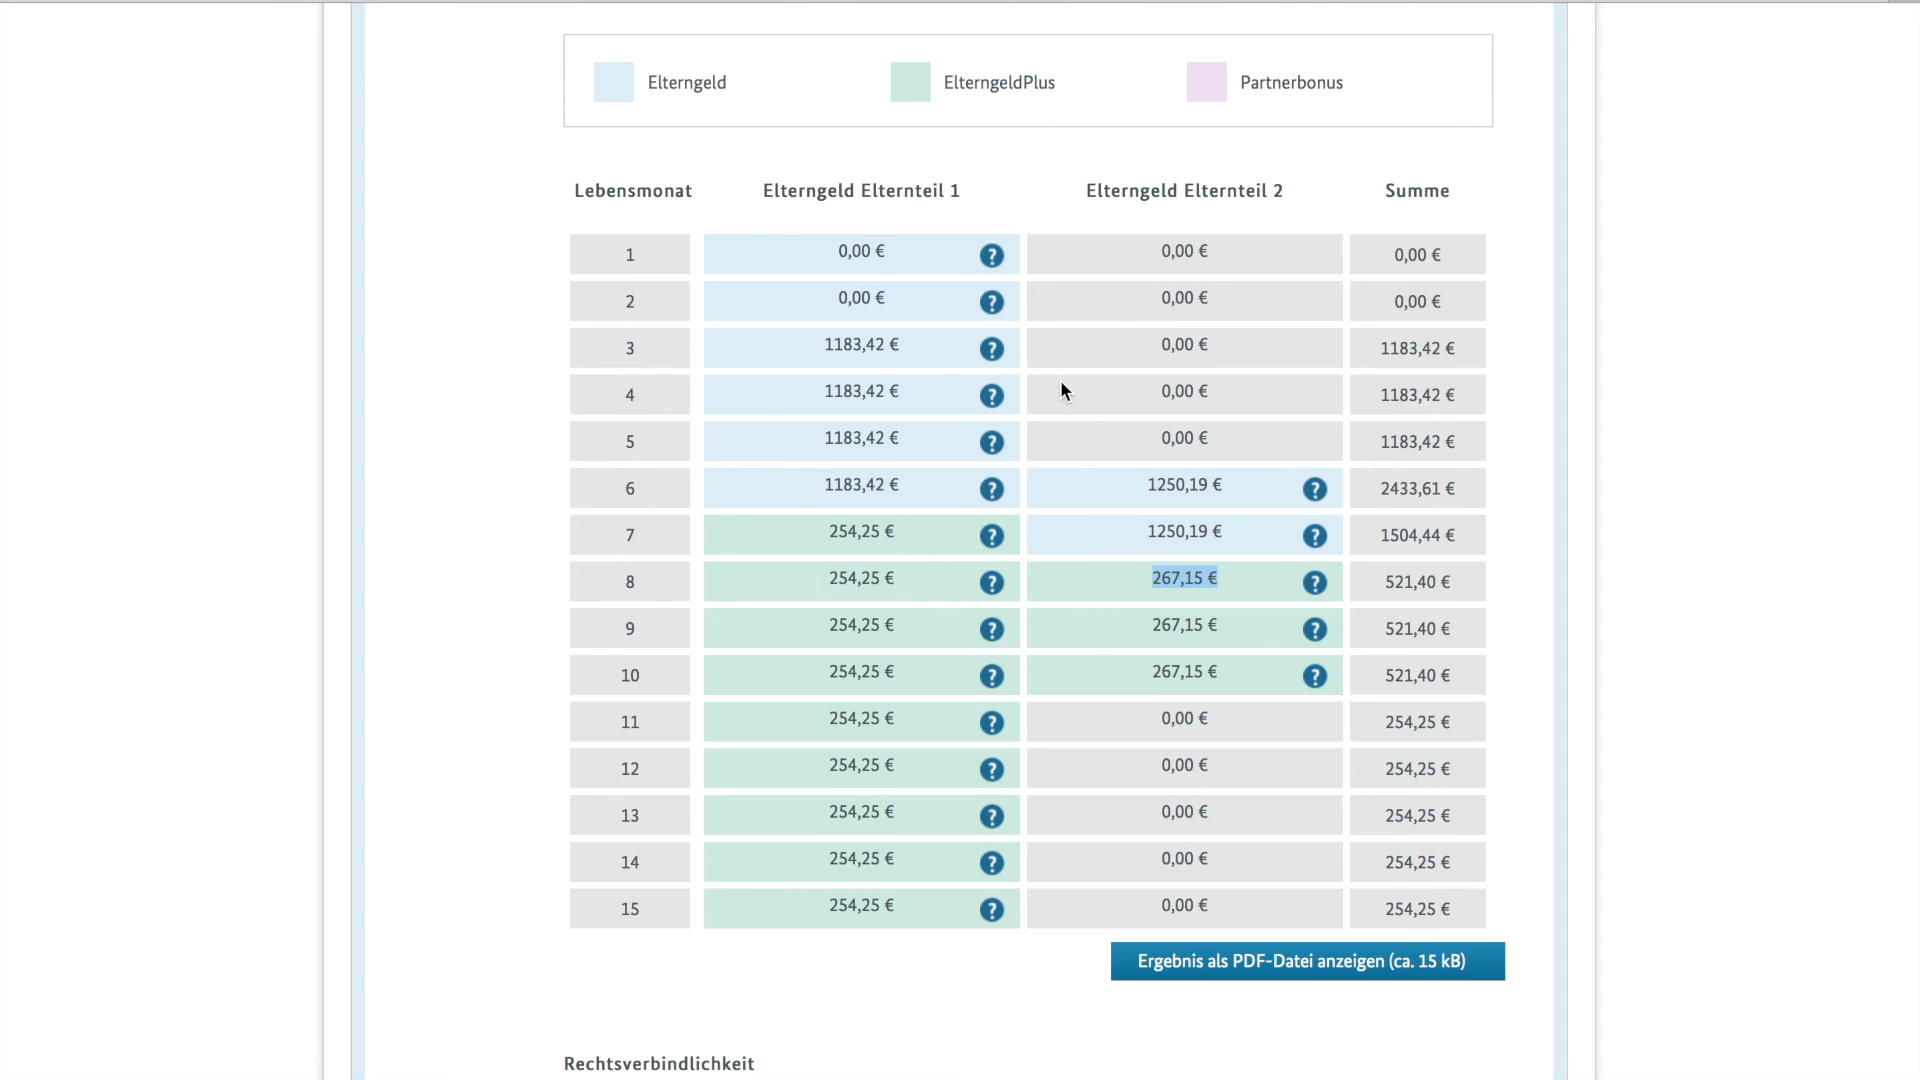 Elterngeld ElterngeldPlus Partnerbonus
Lebensmonat Elterngeld Elternteil 1 Elterngeld Elternteil 2 Summe
1 0,00 € ? 0,00 € 0,00 €
2 0,00 € ? 0,00 € 0,00 €
3 1183,42 € ? 0,00 € 1183,42 €
4 1183,42 € ? 0,00 € 1183,42 €
5 1183,42 € ? 0,00 € 1183,42 €
6 1183,42 € ? 1250,19 € ? 2433,61 €
7 254,25 € ? 1250,19 € ? 1504,44 €
8 254,25 € ? 267,15 € ? 521,40 €
9 254,25 € ? 267,15 € ? 521,40 €
10 254,25 € ? 267,15 € ? 521,40 €
11 254,25 € ? 0,00 € 254,25 €
12 254,25 € ? 0,00 € 254,25 €
13 254,25 € ? 0,00 € 254,25 €
14 254,25 € ? 0,00 € 254,25 €
15 254,25 € ? 0,00 € 254,25 €
Ergebnis als PDF-Datei anzeigen (ca. 15 kB)
Rechtsverbindlichkeit